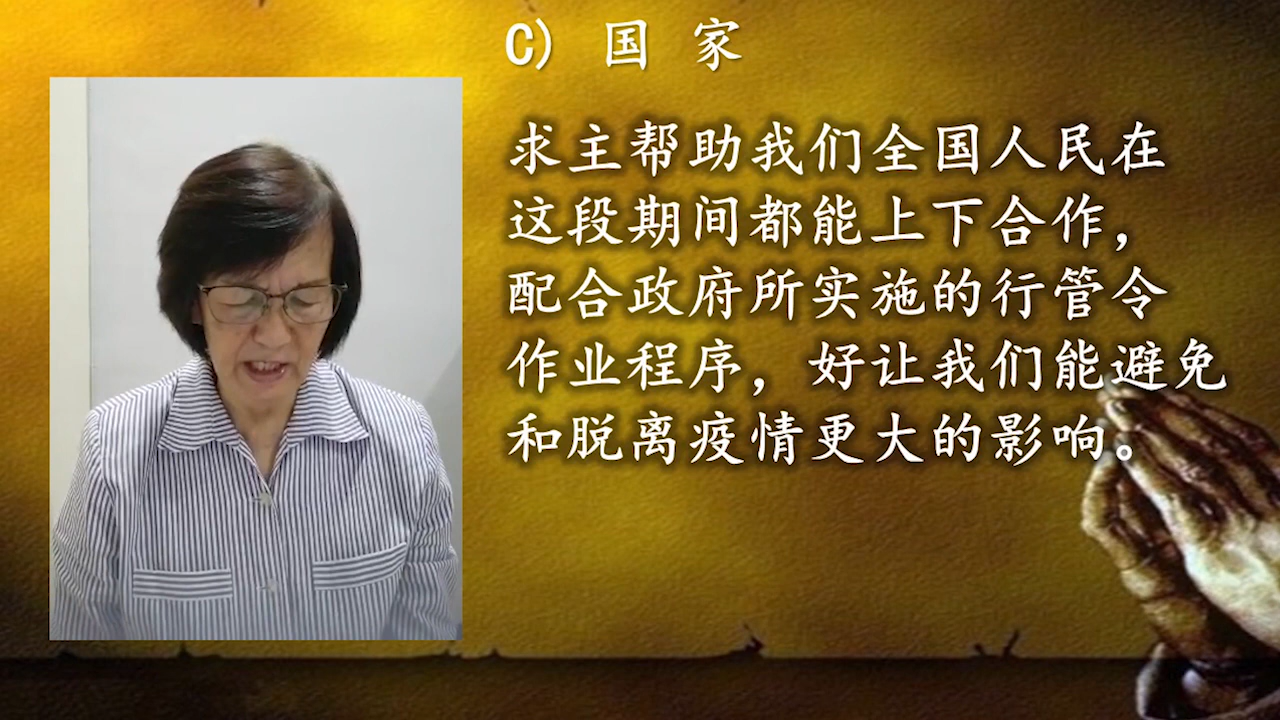 C) 国 家
求主帮助我们全国人民在
这段期间都能上下合作，
配合政府所实施的行管令
作业程序，好让我们能避免
和脱离疫情更大的影响。